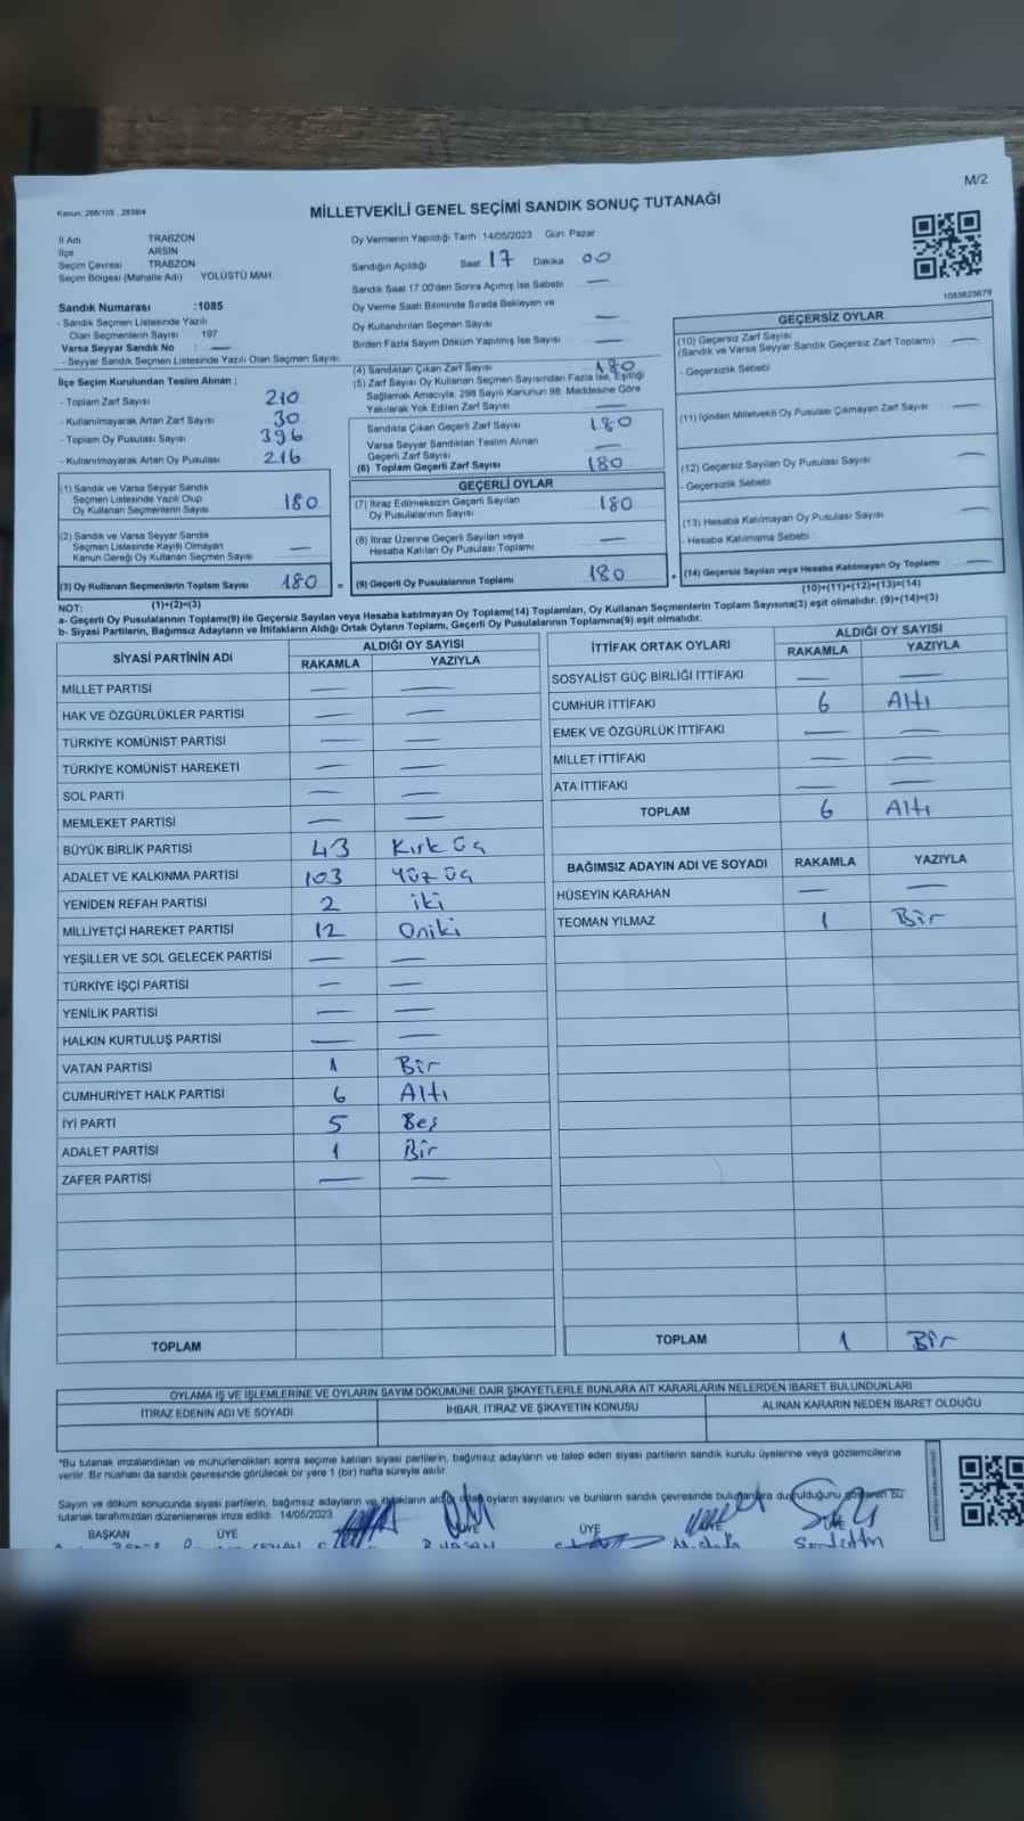 M/2
Kanun: 298/105 , 2839/4
MİLLETVEKİLİ GENEL SEÇİMİ SANDIK SONUÇ TUTANAĞI
İl Adı TRABZON
İlçe ARSİN
Seçim Çevresi TRABZON
Seçim Bölgesi (Mahalle Adı) YOLÜSTÜ MAH.
Sandık Numarası :1085
- Sandık Seçmen Listesinde Yazılı
Olan Seçmenlerin Sayısı 197
Varsa Seyyar Sandık No : —
- Seyyar Sandık Seçmen Listesinde Yazılı Olan Seçmen Sayısı:
Oy Vermenin Yapıldığı Tarih 14/05/2023 Gün: Pazar
Sandığın Açıldığı Saat 17 Dakika 00
Sandık Saat 17.00'den Sonra Açılmış İse Sebebi —
Oy Verme Saati Bitiminde Sırada Bekleyen ve
Oy Kullandırılan Seçmen Sayısı —
Birden Fazla Sayım Döküm Yapılmış İse Sayısı —
1083825879
İlçe Seçim Kurulundan Teslim Alınan :
- Toplam Zarf Sayısı 210
- Kullanılmayarak Artan Zarf Sayısı 30
- Toplam Oy Pusulası Sayısı 396
- Kullanılmayarak Artan Oy Pusulası 216
(1) Sandık ve Varsa Seyyar Sandık
Seçmen Listesinde Yazılı Olup
Oy Kullanan Seçmenlerin Sayısı 180
(2) Sandık ve Varsa Seyyar Sandık
Seçmen Listesinde Kayıtlı Olmayan
Kanun Gereği Oy Kullanan Seçmen Sayısı —
(3) Oy Kullanan Seçmenlerin Toplam Sayısı 180 =
(1)+(2)=(3)
(4) Sandıktan Çıkan Zarf Sayısı 180
(5) Zarf Sayısı Oy Kullanan Seçmen Sayısından Fazla İse, Eşitliği
Sağlamak Amacıyla, 298 Sayılı Kanunun 98. Maddesine Göre
Yakılarak Yok Edilen Zarf Sayısı —
Sandıkta Çıkan Geçerli Zarf Sayısı 180
Varsa Seyyar Sandıktan Teslim Alınan
Geçerli Zarf Sayısı —
(6) Toplam Geçerli Zarf Sayısı 180
GEÇERLİ OYLAR
(7) İtiraz Edilmeksizin Geçerli Sayılan
Oy Pusulalarının Sayısı 180
(8) İtiraz Üzerine Geçerli Sayılan veya
Hesaba Katılan Oy Pusulası Toplamı —
(9) Geçerli Oy Pusulalarının Toplamı 180 +
GEÇERSİZ OYLAR
(10) Geçersiz Zarf Sayısı
(Sandık ve Varsa Seyyar Sandık Geçersiz Zarf Toplamı) —
- Geçersizlik Sebebi
(11) İçinden Milletvekili Oy Pusulası Çıkmayan Zarf Sayısı —
(12) Geçersiz Sayılan Oy Pusulası Sayısı —
- Geçersizlik Sebebi
(13) Hesaba Katılmayan Oy Pusulası Sayısı —
- Hesaba Katılmama Sebebi
(14) Geçersiz Sayılan veya Hesaba Katılmayan Oy Toplamı —
(10)+(11)+(12)+(13)=(14)
NOT:
a- Geçerli Oy Pusulalarının Toplamı(9) ile Geçersiz Sayılan veya Hesaba katılmayan Oy Toplamı(14) Toplamları, Oy Kullanan Seçmenlerin Toplam Sayısına(3) eşit olmalıdır. (9)+(14)=(3)
b- Siyasi Partilerin, Bağımsız Adayların ve İttifakların Aldığı Ortak Oyların Toplamı, Geçerli Oy Pusulalarının Toplamına(9) eşit olmalıdır.
SİYASİ PARTİNİN ADI ALDIĞI OY SAYISI
RAKAMLA YAZIYLA
MİLLET PARTİSİ — —
HAK VE ÖZGÜRLÜKLER PARTİSİ — —
TÜRKİYE KOMÜNİST PARTİSİ — —
TÜRKİYE KOMÜNİST HAREKETİ — —
SOL PARTİ — —
MEMLEKET PARTİSİ — —
BÜYÜK BİRLİK PARTİSİ 43 Kırk üç
ADALET VE KALKINMA PARTİSİ 103 Yüz üç
YENİDEN REFAH PARTİSİ 2 iki
MİLLİYETÇİ HAREKET PARTİSİ 12 Oniki
YEŞİLLER VE SOL GELECEK PARTİSİ — —
TÜRKİYE İŞÇİ PARTİSİ — —
YENİLİK PARTİSİ — —
HALKIN KURTULUŞ PARTİSİ — —
VATAN PARTİSİ 1 Bir
CUMHURİYET HALK PARTİSİ 6 Altı
İYİ PARTİ 5 Beş
ADALET PARTİSİ 1 Bir
ZAFER PARTİSİ — —
TOPLAM
İTTİFAK ORTAK OYLARI ALDIĞI OY SAYISI
RAKAMLA YAZIYLA
SOSYALİST GÜÇ BİRLİĞİ İTTİFAKI — —
CUMHUR İTTİFAKI 6 Altı
EMEK VE ÖZGÜRLÜK İTTİFAKI — —
MİLLET İTTİFAKI — —
ATA İTTİFAKI — —
TOPLAM 6 Altı
BAĞIMSIZ ADAYIN ADI VE SOYADI RAKAMLA YAZIYLA
HÜSEYİN KARAHAN — —
TEOMAN YILMAZ 1 Bir
TOPLAM 1 Bir
OYLAMA İŞ VE İŞLEMLERİNE VE OYLARIN SAYIM DÖKÜMÜNE DAİR ŞİKAYETLERLE BUNLARA AİT KARARLARIN NELERDEN İBARET BULUNDUKLARI
İTİRAZ EDENİN ADI VE SOYADI İHBAR, İTİRAZ VE ŞİKAYETİN KONUSU ALINAN KARARIN NEDEN İBARET OLDUĞU
*Bu tutanak imzalandıktan ve mühürlendikten sonra seçime katılan siyasi partilerin, bağımsız adayların ve talep eden siyasi partilerin sandık kurulu üyelerine veya gözlemcilerine
verilir. Bir nüshası da sandık çevresinde görülecek bir yere 1 (bir) hafta süreyle asılır.
Sayım ve döküm sonucunda siyasi partilerin, bağımsız adayların ve ittifakların aldığı oyların sayılarını ve bunların sandık çevresinde bulunanlara duyurulduğunu gösteren bu
tutanak tarafımızdan düzenlenerek imza edildi. 14/05/2023
BAŞKAN ÜYE ÜYE ÜYE ÜYE ÜYE